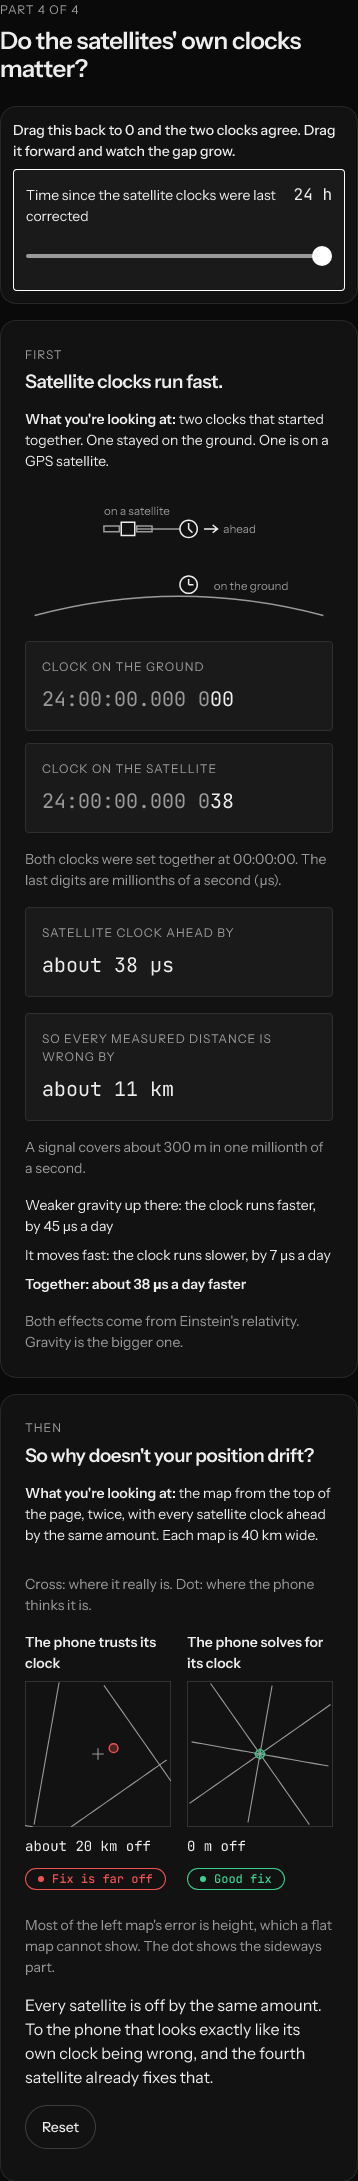 PART 4 OF 4
Do the satellites' own clocks
matter?
Drag this back to 0 and the two clocks agree. Drag
it forward and watch the gap grow.
Time since the satellite clocks were last
corrected
24 h
FIRST
Satellite clocks run fast.
What you're looking at: two clocks that started
together. One stayed on the ground. One is on a
GPS satellite.
on a satellite
ahead
on the ground
CLOCK ON THE GROUND
24:00:00.000 000
CLOCK ON THE SATELLITE
24:00:00.000 038
Both clocks were set together at 00:00:00. The
last digits are millionths of a second (µs).
SATELLITE CLOCK AHEAD BY
about 38 µs
SO EVERY MEASURED DISTANCE IS
WRONG BY
about 11 km
A signal covers about 300 m in one millionth of
a second.
Weaker gravity up there: the clock runs faster,
by 45 µs a day
It moves fast: the clock runs slower, by 7 µs a day
Together: about 38 µs a day faster
Both effects come from Einstein's relativity.
Gravity is the bigger one.
THEN
So why doesn't your position drift?
What you're looking at: the map from the top of
the page, twice, with every satellite clock ahead
by the same amount. Each map is 40 km wide.
Cross: where it really is. Dot: where the phone
thinks it is.
The phone trusts its
clock
The phone solves for
its clock
about 20 km off
0 m off
Fix is far off
Good fix
Most of the left map's error is height, which a flat
map cannot show. The dot shows the sideways
part.
Every satellite is off by the same amount.
To the phone that looks exactly like its
own clock being wrong, and the fourth
satellite already fixes that.
Reset